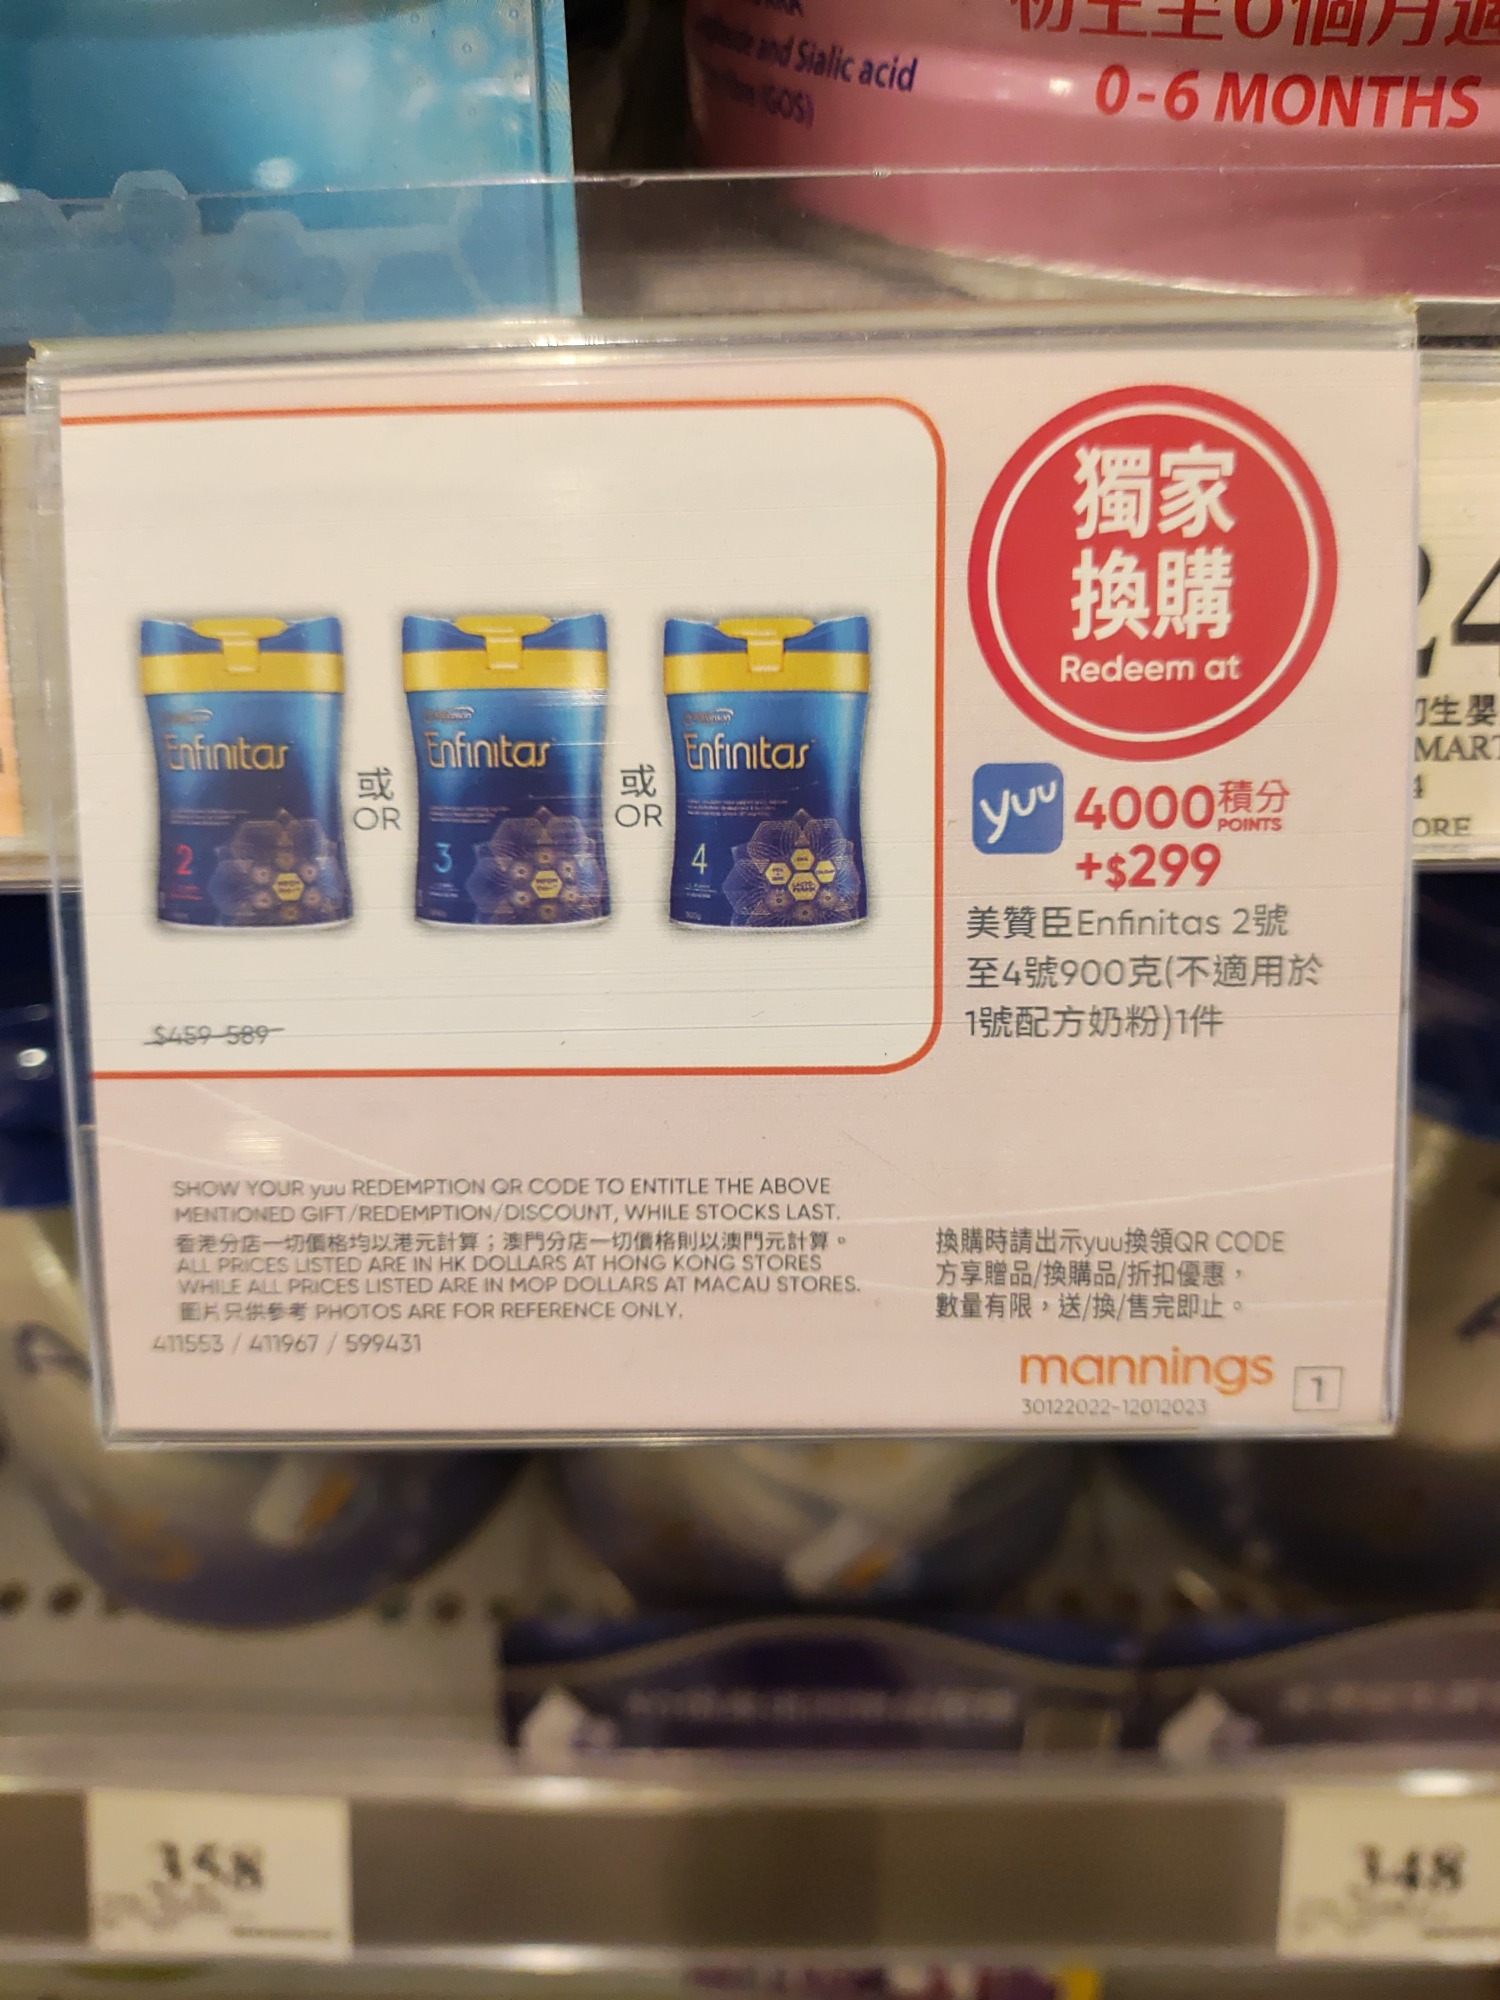 and Sialic acid
(GOS)
0-6 MONTHS
獨家
換購
Redeem at
yuu 4000積分
POINTS
+$299
美贊臣Enfinitas 2號
至4號900克(不適用於
1號配方奶粉)1件
Enfinitas
2
或
OR
Enfinitas
3
或
OR
Enfinitas
4
$459-589
SHOW YOUR yuu REDEMPTION QR CODE TO ENTITLE THE ABOVE
MENTIONED GIFT/REDEMPTION/DISCOUNT, WHILE STOCKS LAST.
香港分店一切價格均以港元計算；澳門分店一切價格則以澳門元計算。
ALL PRICES LISTED ARE IN HK DOLLARS AT HONG KONG STORES
WHILE ALL PRICES LISTED ARE IN MOP DOLLARS AT MACAU STORES.
圖片只供參考 PHOTOS ARE FOR REFERENCE ONLY.
411553 / 411967 / 599431
換購時請出示yuu換領QR CODE
方享贈品/換購品/折扣優惠，
數量有限，送/換/售完即止。
mannings
30122022-12012023
1
358
348